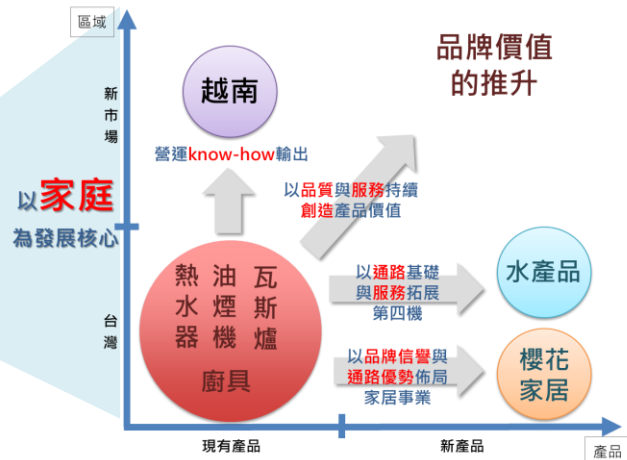 區域
品牌價值
的推升
新市場
越南
營運know-how輸出
以家庭
為發展核心
以品質與服務持續
創造產品價值
台灣
熱水器
油煙機
瓦斯爐
廚具
以通路基礎
與服務拓展
第四機
水產品
以品牌信譽與
通路優勢佈局
家居事業
櫻花
家居
現有產品
新產品
產品